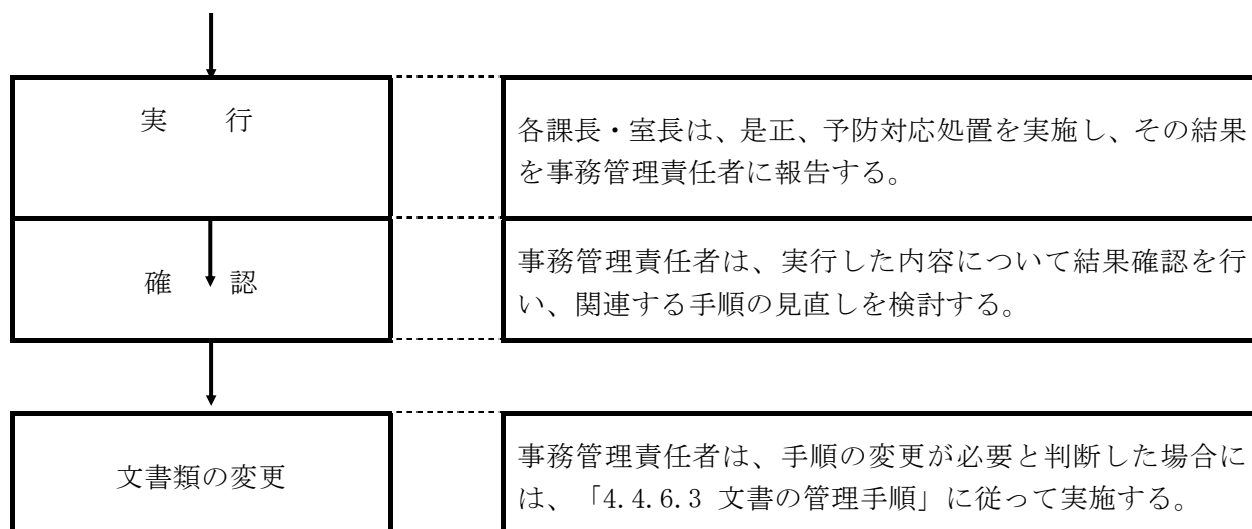 実 行
各課長・室長は、是正、予防対応処置を実施し、その結果
を事務管理責任者に報告する。
確 認
事務管理責任者は、実行した内容について結果確認を行
い、関連する手順の見直しを検討する。
文書類の変更
事務管理責任者は、手順の変更が必要と判断した場合に
は、「4.4.6.3 文書の管理手順」に従って実施する。